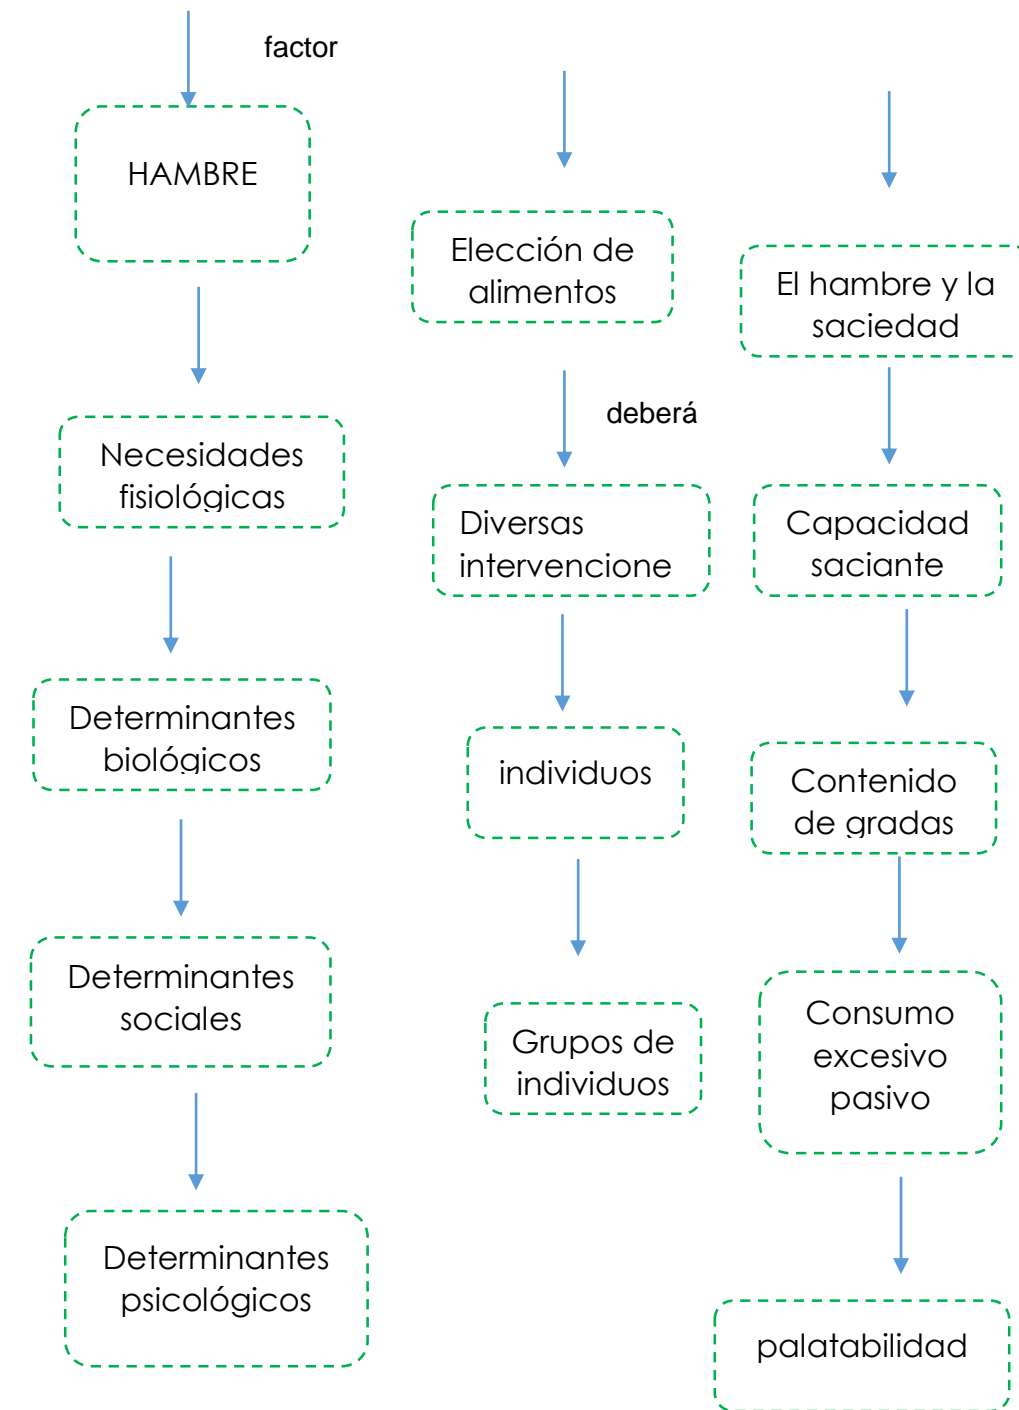 factor
HAMBRE
Necesidades
fisiológicas
Determinantes
biológicos
Determinantes
sociales
Determinantes
psicológicos
Elección de
alimentos
deberá
Diversas
intervencione
individuos
Grupos de
individuos
El hambre y la
saciedad
Capacidad
saciante
Contenido
de gradas
Consumo
excesivo
pasivo
palatabilidad